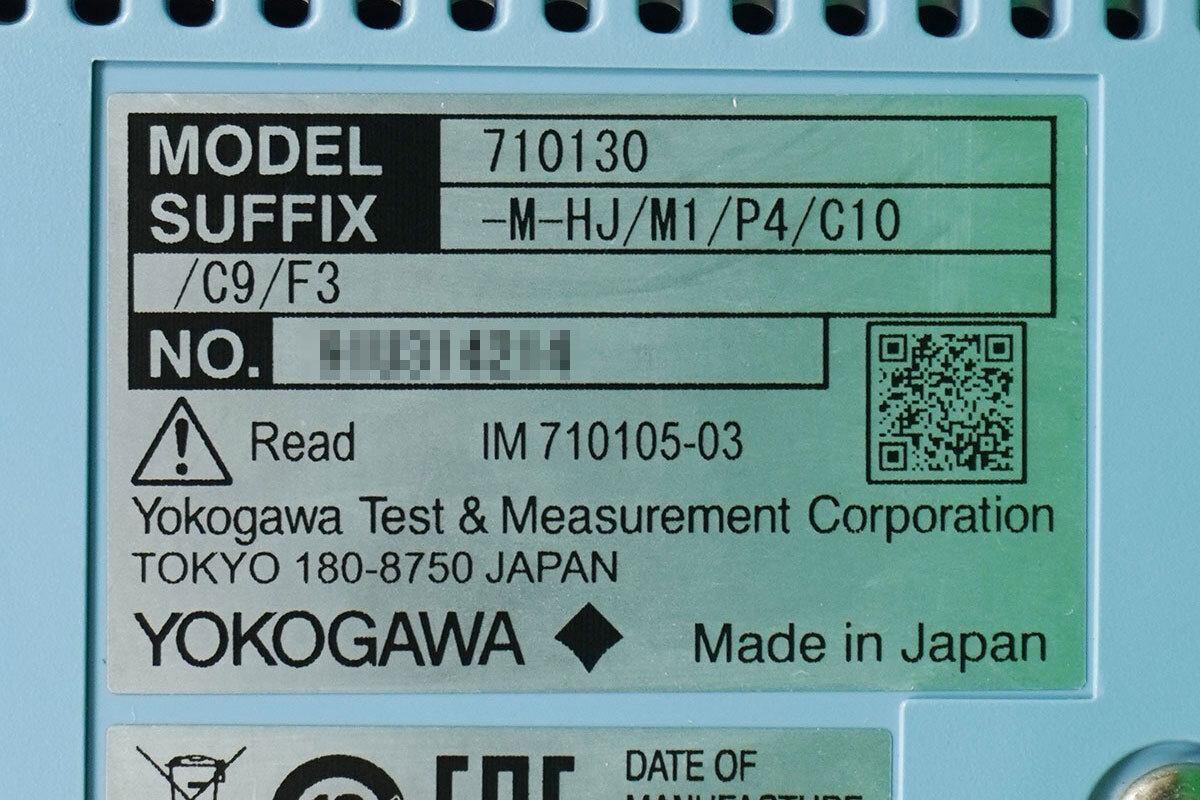 MODEL 710130
SUFFIX -M-HJ/M1/P4/C10
/C9/F3
NO.
Read IM 710105-03
Yokogawa Test & Measurement Corporation
TOKYO 180-8750 JAPAN
YOKOGAWA Made in Japan
DATE OF